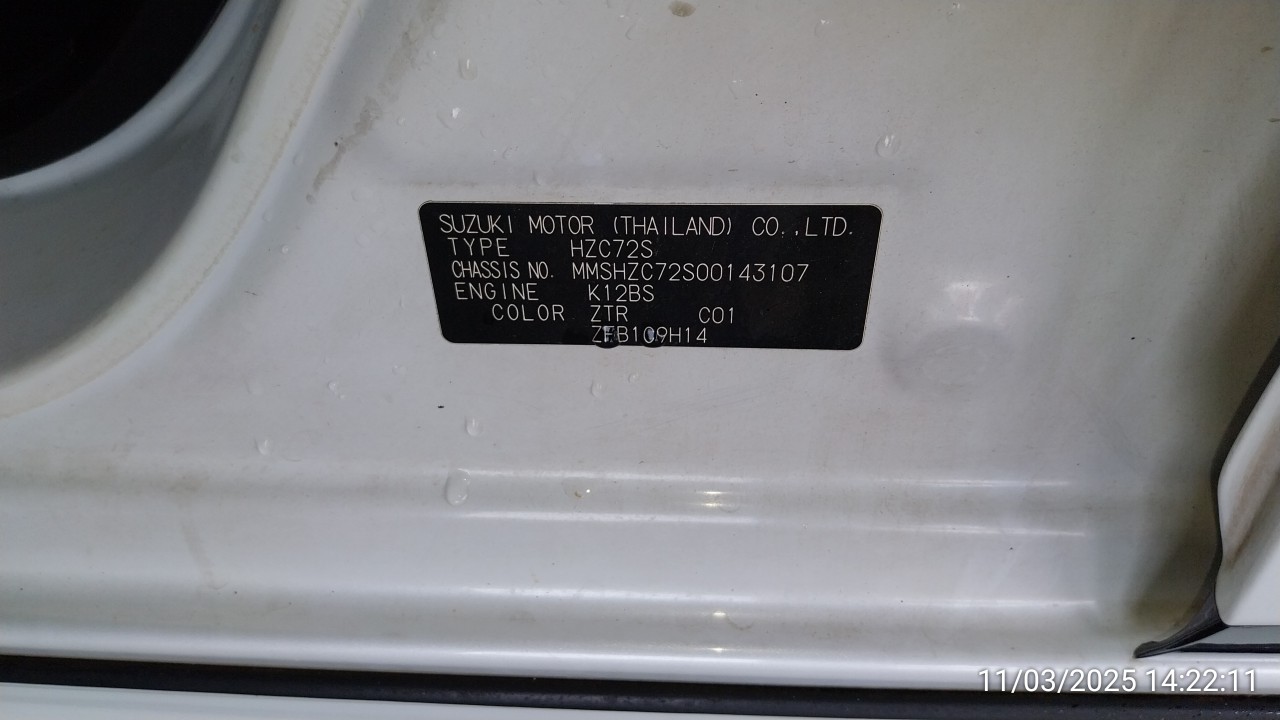 SUZUKI MOTOR (THAILAND) CO.,LTD.
TYPE HZC72S
CHASSIS NO. MMSHZC72S00143107
ENGINE K12BS
COLOR ZTR C01
ZFB109H14
11/03/2025 14:22:11